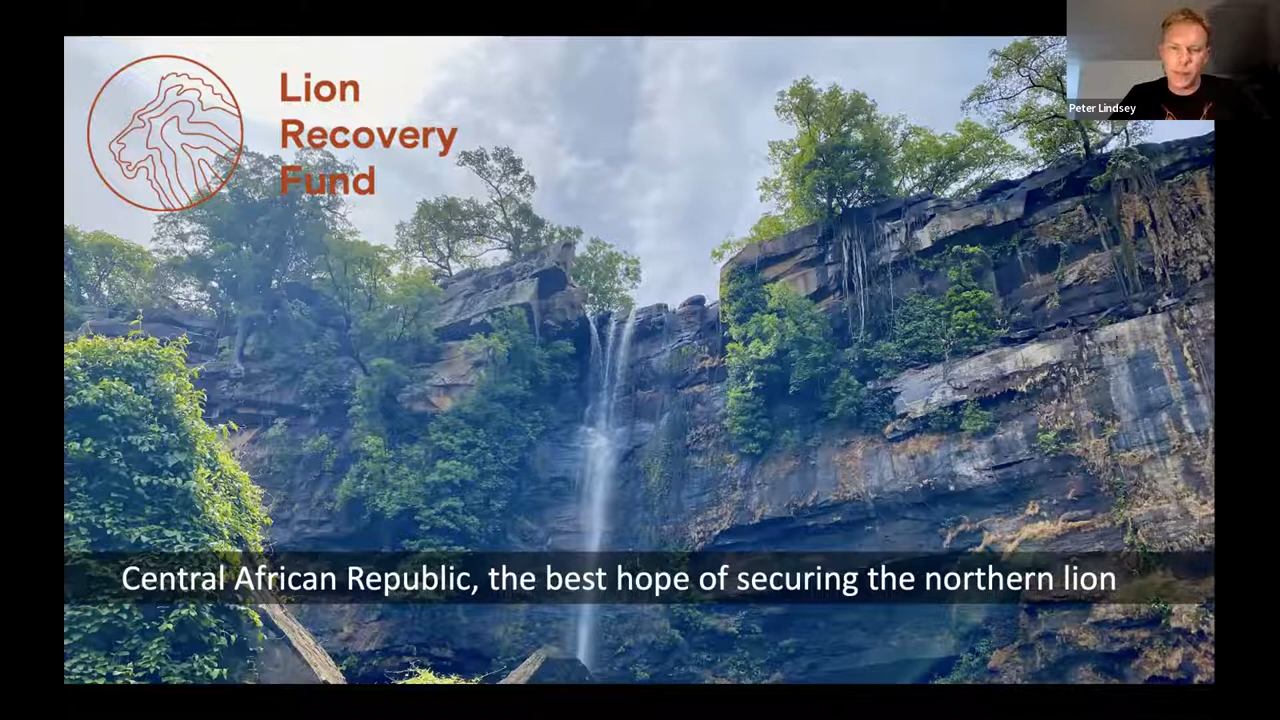 Lion
Recovery
Fund
Peter Lindsey
Central African Republic, the best hope of securing the northern lion